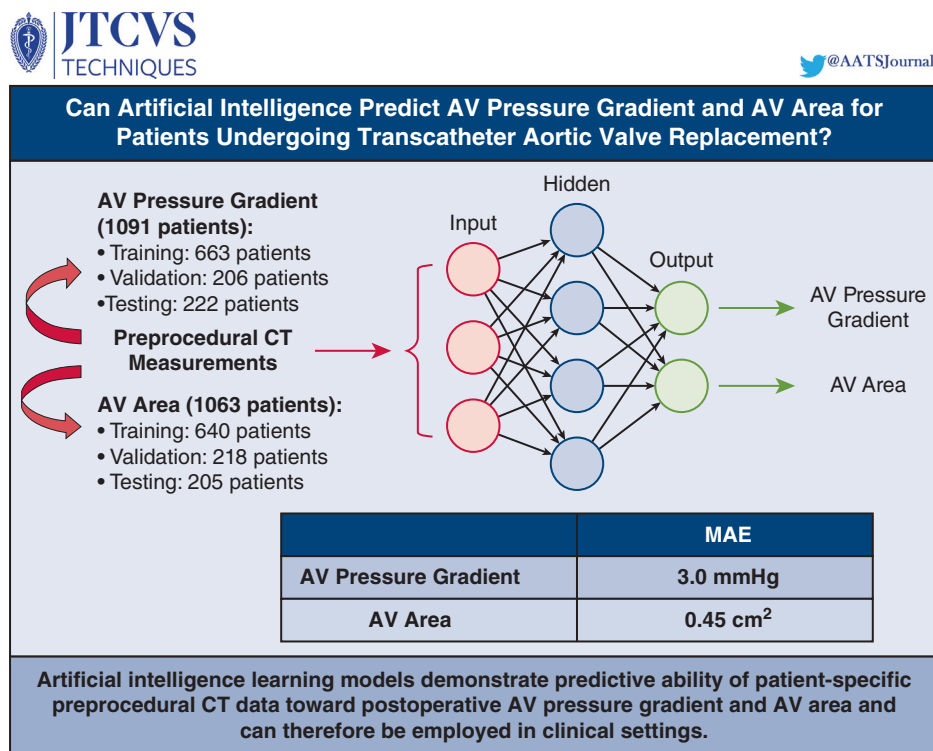 JTCVS
TECHNIQUES
@AATSJournal
Can Artificial Intelligence Predict AV Pressure Gradient and AV Area for
Patients Undergoing Transcatheter Aortic Valve Replacement?
AV Pressure Gradient
(1091 patients):
• Training: 663 patients
• Validation: 206 patients
•Testing: 222 patients
Preprocedural CT
Measurements
AV Area (1063 patients):
• Training: 640 patients
• Validation: 218 patients
• Testing: 205 patients
Input
Hidden
Output
AV Pressure
Gradient
AV Area
MAE
AV Pressure Gradient 3.0 mmHg
AV Area 0.45 cm²
Artificial intelligence learning models demonstrate predictive ability of patient-specific
preprocedural CT data toward postoperative AV pressure gradient and AV area and
can therefore be employed in clinical settings.